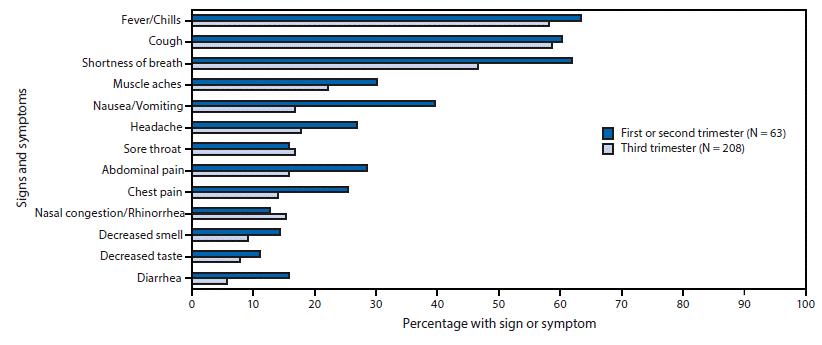 Signs and symptoms
Fever/Chills
Cough
Shortness of breath
Muscle aches
Nausea/Vomiting
Headache
Sore throat
Abdominal pain
Chest pain
Nasal congestion/Rhinorrhea
Decreased smell
Decreased taste
Diarrhea
First or second trimester (N = 63)
Third trimester (N = 208)
0 10 20 30 40 50 60 70 80 90 100
Percentage with sign or symptom